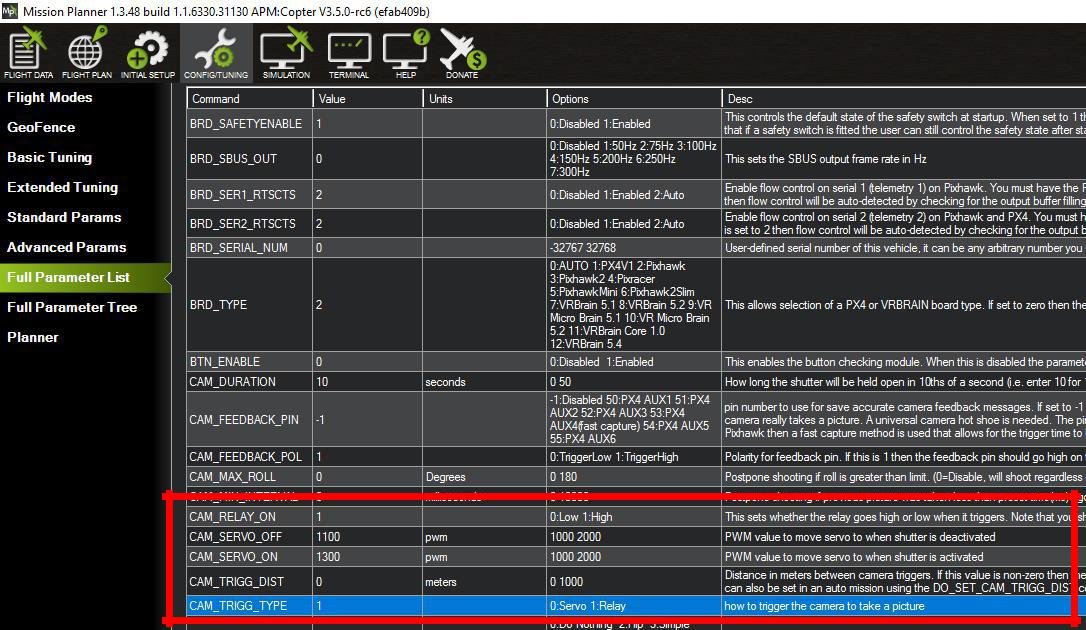 Mission Planner 1.3.48 build 1.1.6330.31130 APM:Copter V3.5.0-rc6 (efab409b)
FLIGHT DATA FLIGHT PLAN INITIAL SETUP CONFIG/TUNING SIMULATION TERMINAL HELP DONATE
Flight Modes
GeoFence
Basic Tuning
Extended Tuning
Standard Params
Advanced Params
Full Parameter List
Full Parameter Tree
Planner
Command Value Units Options Desc
BRD_SAFETYENABLE 1 0:Disabled 1:Enabled This controls the default state of the safety switch at startup. When set to 1 th
that if a safety switch is fitted the user can still control the safety state after sta
BRD_SBUS_OUT 0 0:Disabled 1:50Hz 2:75Hz 3:100Hz
4:150Hz 5:200Hz 6:250Hz
7:300Hz
This sets the SBUS output frame rate in Hz
BRD_SER1_RTSCTS 2 0:Disabled 1:Enabled 2:Auto Enable flow control on serial 1 (telemetry 1) on Pixhawk. You must have the
then flow control will be auto-detected by checking for the output buffer filling
BRD_SER2_RTSCTS 2 0:Disabled 1:Enabled 2:Auto Enable flow control on serial 2 (telemetry 2) on Pixhawk and PX4. You must h
is set to 2 then flow control will be auto-detected by checking for the output b
BRD_SERIAL_NUM 0 -32767 32768 User-defined serial number of this vehicle, it can be any arbitrary number you
BRD_TYPE 2 0:AUTO 1:PX4V1 2:Pixhawk
3:Pixhawk2 4:Pixracer
5:PixhawkMini 6:Pixhawk2Slim
7:VRBrain 5.1 8:VRBrain 5.2 9:VR
Micro Brain 5.1 10:VR Micro Brain
5.2 11:VRBrain Core 1.0
12:VRBrain 5.4
This allows selection of a PX4 or VRBRAIN board type. If set to zero then the
BTN_ENABLE 0 0:Disabled 1:Enabled This enables the button checking module. When this is disabled the paramete
CAM_DURATION 10 seconds 0 50 How long the shutter will be held open in 10ths of a second (i.e. enter 10 for
CAM_FEEDBACK_PIN -1 -1:Disabled 50:PX4 AUX1 51:PX4
AUX2 52:PX4 AUX3 53:PX4
AUX4(fast capture) 54:PX4 AUX5
55:PX4 AUX6
pin number to use for save accurate camera feedback messages. If set to -1
camera really takes a picture. A universal camera hot shoe is needed. The pin
Pixhawk then a fast capture method is used that allows for the trigger time to
CAM_FEEDBACK_POL 1 0:TriggerLow 1:TriggerHigh Polarity for feedback pin. If this is 1 then the feedback pin should go high on
CAM_MAX_ROLL 0 Degrees 0 180 Postpone shooting if roll is greater than limit. (0=Disable, will shoot regardless
CAM_RELAY_ON 1 0:Low 1:High This sets whether the relay goes high or low when it triggers. Note that you sh
CAM_SERVO_OFF 1100 pwm 1000 2000 PWM value to move servo to when shutter is deactivated
CAM_SERVO_ON 1300 pwm 1000 2000 PWM value to move servo to when shutter is activated
CAM_TRIGG_DIST 0 meters 0 1000 Distance in meters between camera triggers. If this value is non-zero then
can also be set in an auto mission using the DO_SET_CAM_TRIGG_DIST
CAM_TRIGG_TYPE 1 0:Servo 1:Relay how to trigger the camera to take a picture